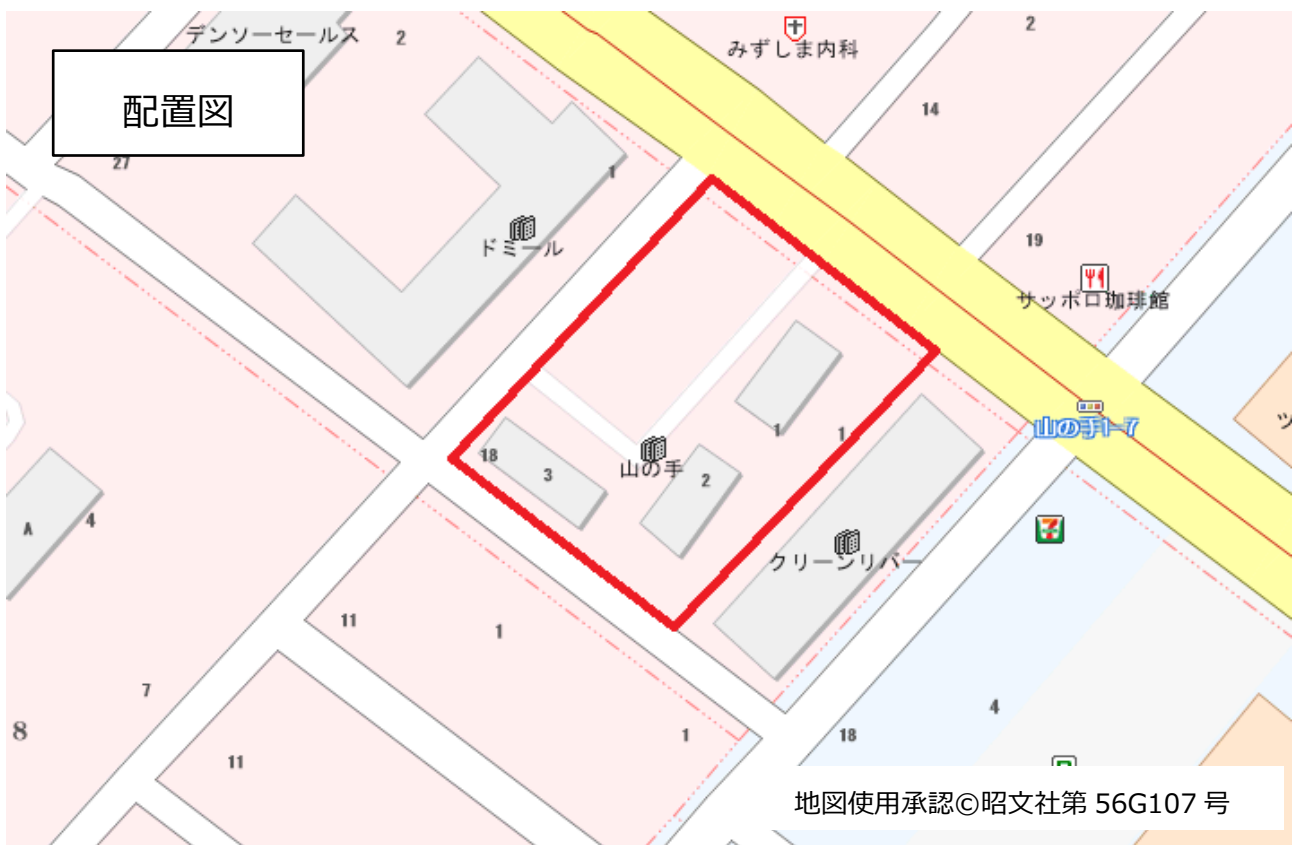 デンソーセールス
2
みずしま内科
2
配置図
14
27
1
ドミール
19
サッポロ珈琲館
山の手1-7
ツ
1
1
18
3
山の手
2
A
4
クリーンリバー
11
1
7
8
4
1
18
11
地図使用承認©昭文社第 56G107 号